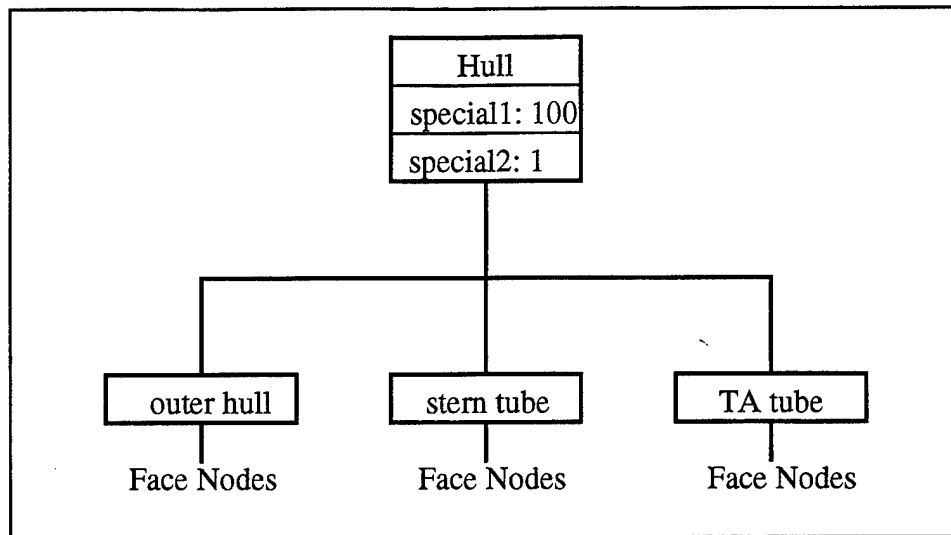 Hull
special1: 100
special2: 1
outer hull
stern tube
TA tube
Face Nodes
Face Nodes
Face Nodes